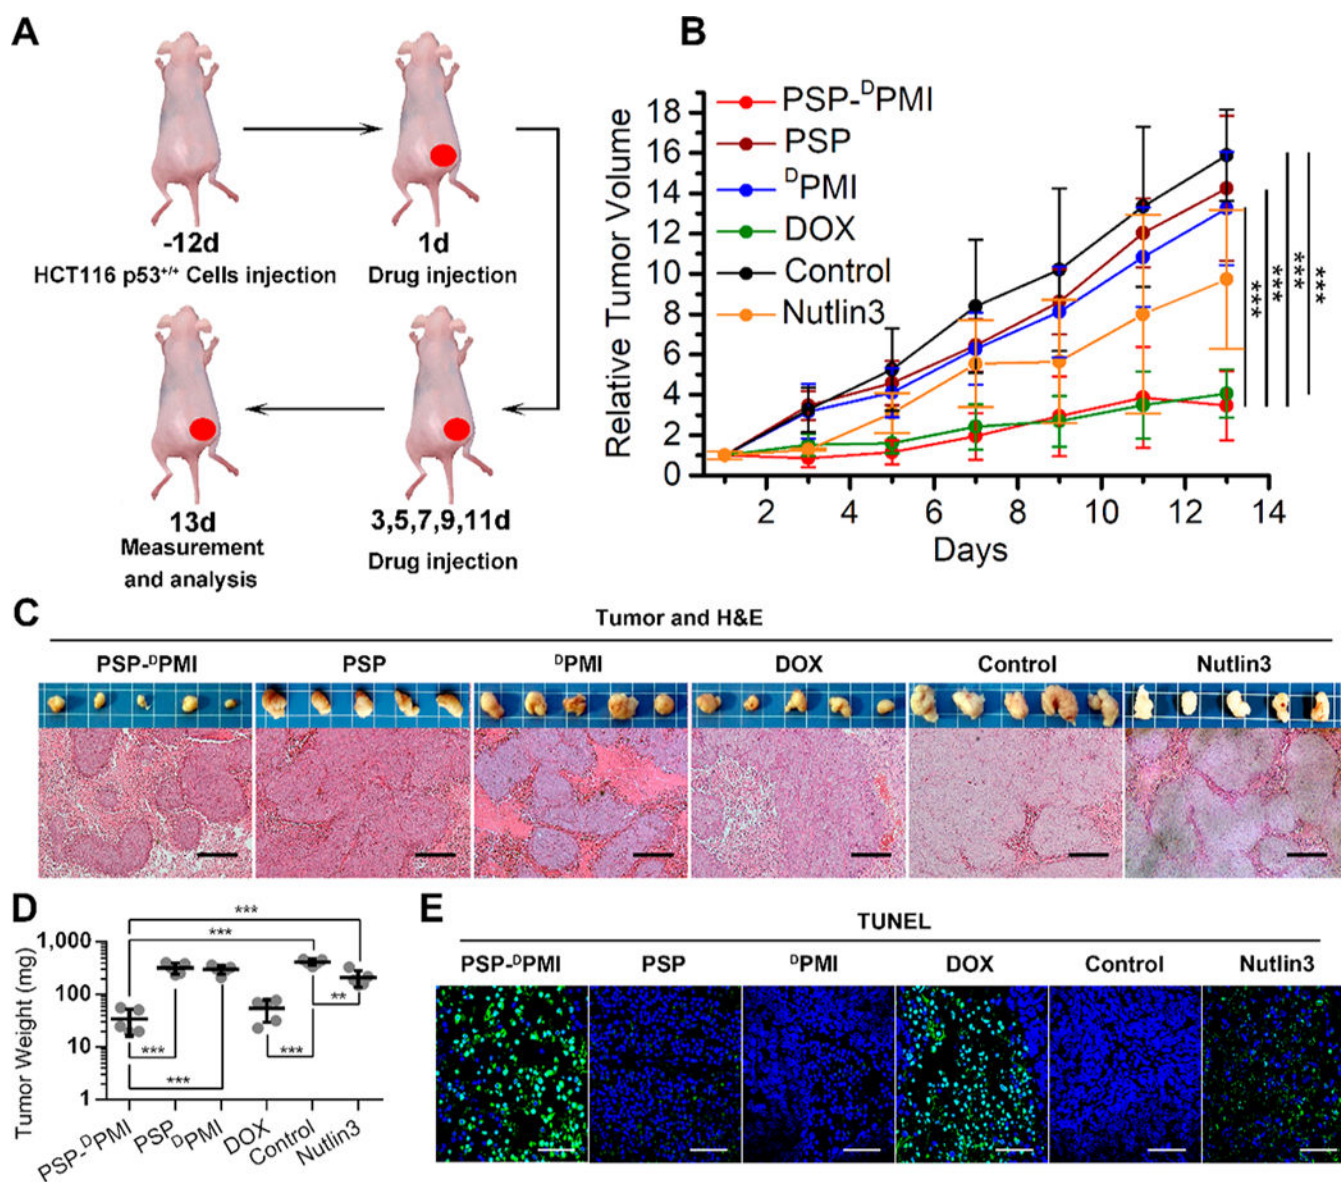 A
-12d
HCT116 p53+/+ Cells injection
1d
Drug injection
13d
Measurement
and analysis
3,5,7,9,11d
Drug injection
B
Relative Tumor Volume
18
16
14
12
10
8
6
4
2
0
PSP-DPMI
PSP
DPMI
DOX
Control
Nutlin3
***
***
***
***
2 4 6 8 10 12 14
Days
C
Tumor and H&E
PSP-DPMI PSP DPMI DOX Control Nutlin3
D
Tumor Weight (mg)
1,000
100
10
1
***
***
**
***
***
***
PSP-DPMI PSP DPMI DOX Control Nutlin3
E
TUNEL
PSP-DPMI PSP DPMI DOX Control Nutlin3